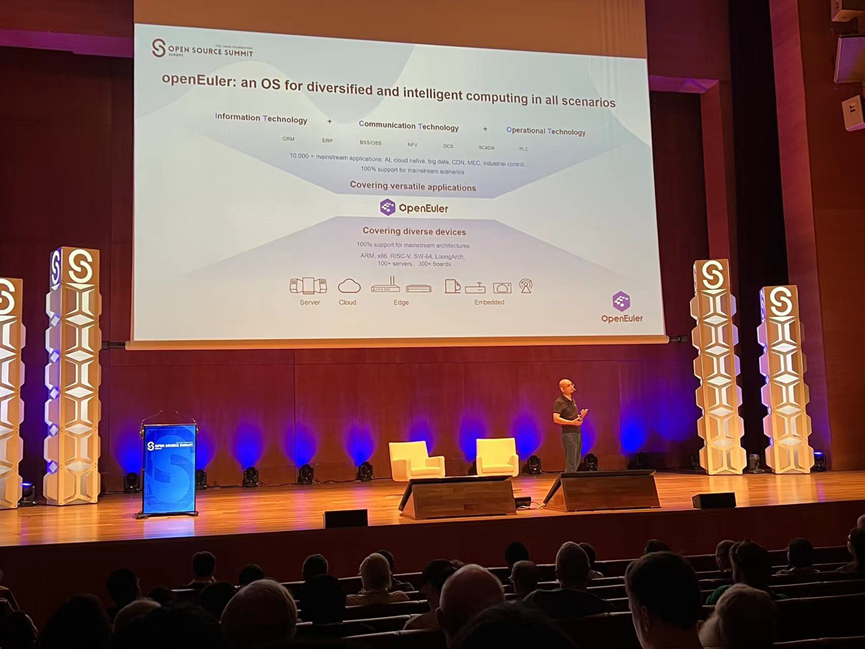 THE LINUX FOUNDATION
OPEN SOURCE SUMMIT
EUROPE
openEuler: an OS for diversified and intelligent computing in all scenarios
Information Technology + Communication Technology + Operational Technology
CRM ERP BSS/OSS NFV DCS SCADA PLC
10,000 + mainstream applications: AI, cloud native, big data, CDN, MEC, industrial control...
100% support for mainstream scenarios
Covering versatile applications
OpenEuler
Covering diverse devices
100% support for mainstream architectures
ARM, x86, RISC-V, SW-64, LoongArch,
100+ servers, 300+ boards
Server Cloud Edge Embedded
OpenEuler
OPEN SOURCE SUMMIT